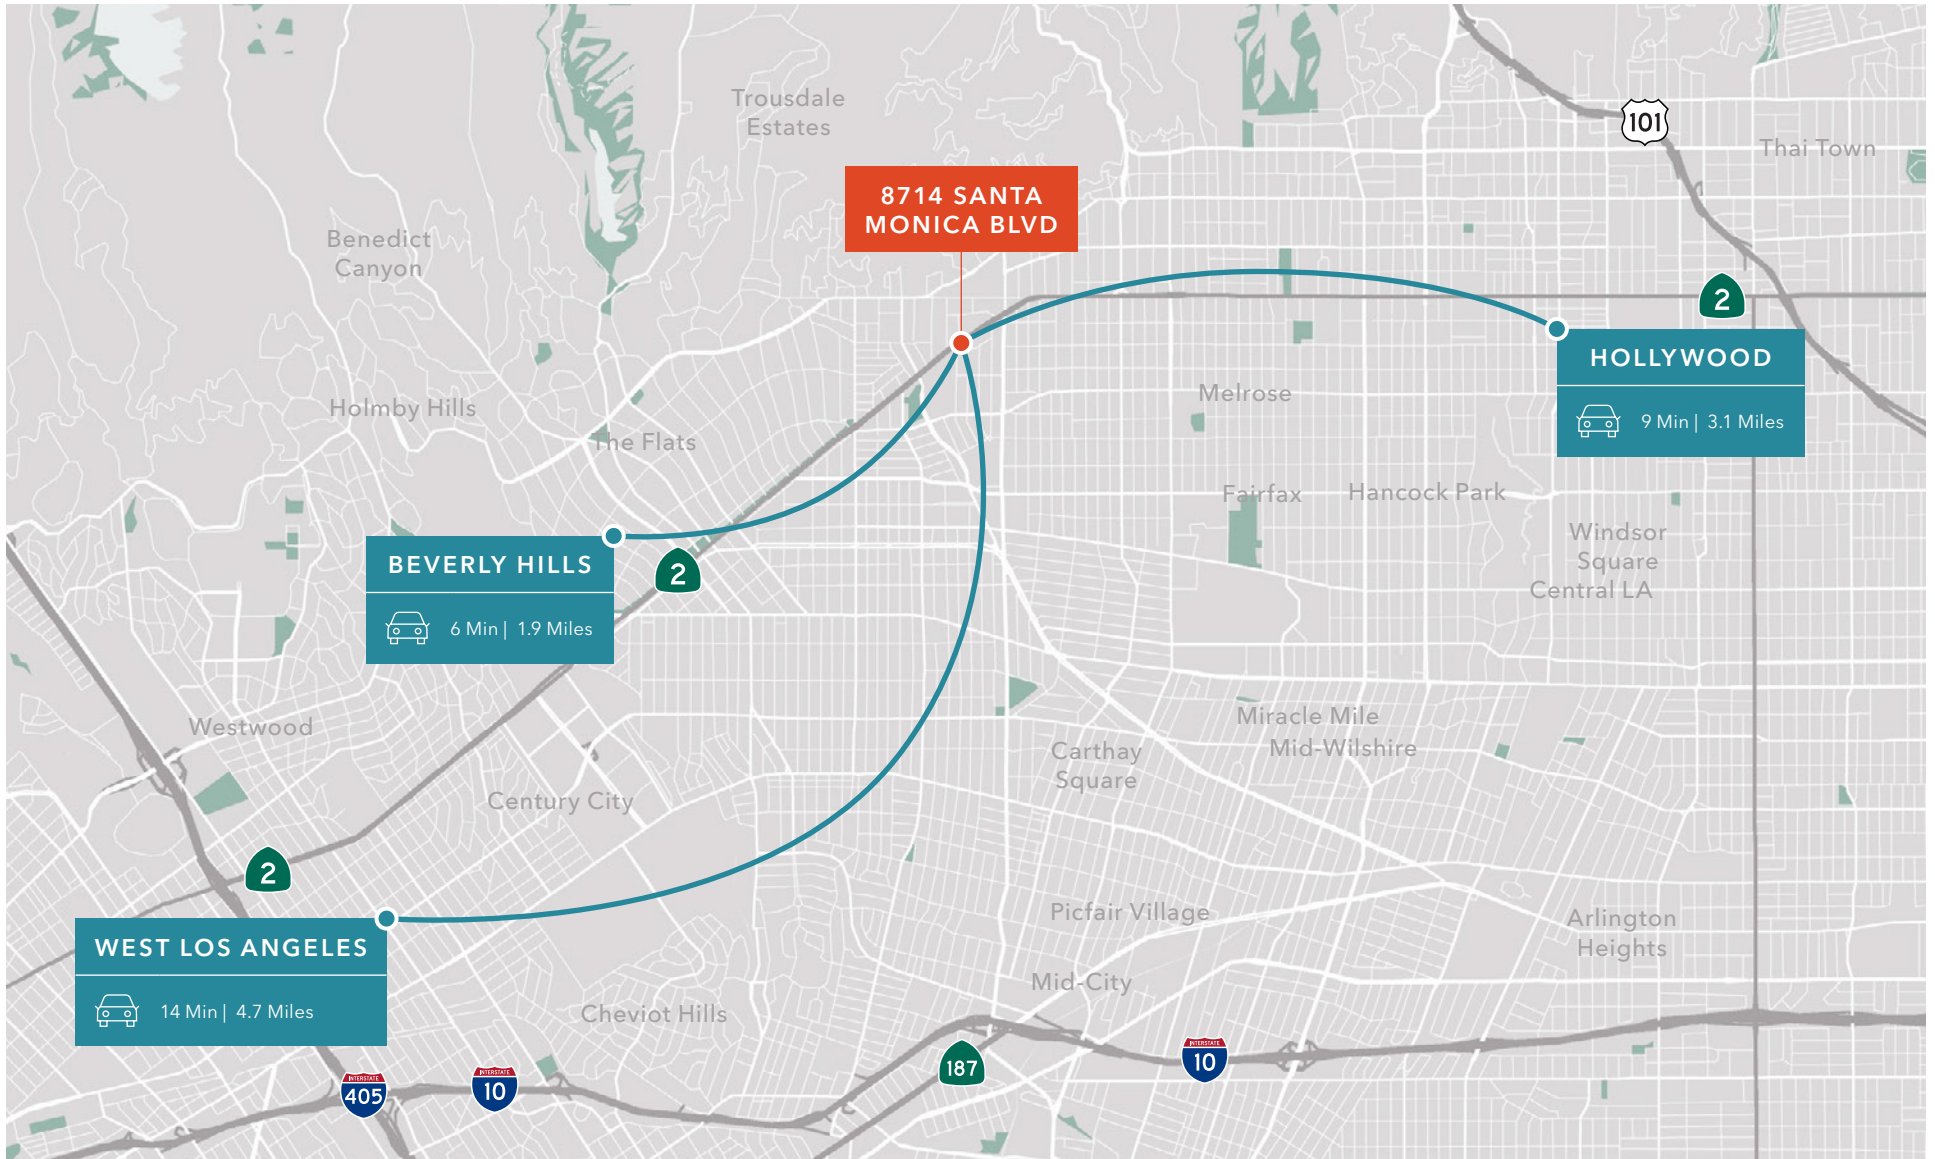 Trousdale
Estates
101
Thai Town
8714 SANTA
MONICA BLVD
Benedict
Canyon
2
HOLLYWOOD
9 Min | 3.1 Miles
Melrose
Holmby Hills
The Flats
Fairfax
Hancock Park
Windsor
Square
Central LA
BEVERLY HILLS
6 Min | 1.9 Miles
2
Westwood
Miracle Mile
Mid-Wilshire
Carthay
Square
Century City
2
WEST LOS ANGELES
14 Min | 4.7 Miles
Picfair Village
Arlington
Heights
Mid-City
Cheviot Hills
INTERSTATE
405
INTERSTATE
10
187
INTERSTATE
10